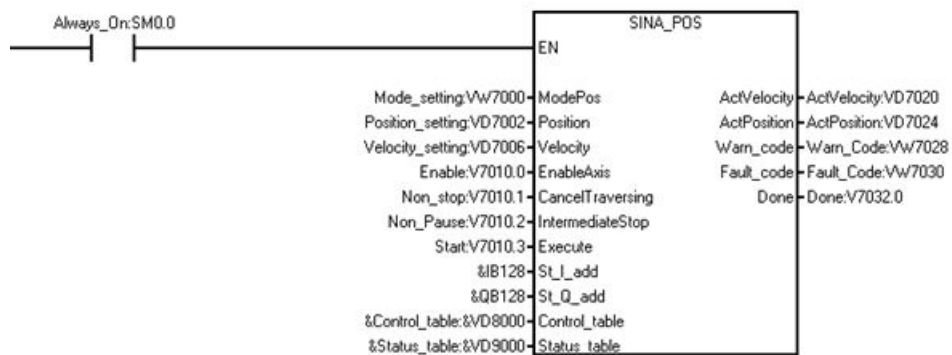 Always_On:SM0.0
SINA_POS
EN
Mode_setting:VW7000 ModePos ActVelocity ActVelocity:VD7020
Position_setting:VD7002 Position ActPosition ActPosition:VD7024
Velocity_setting:VD7006 Velocity Warn_code Warn_Code:VW7028
Enable:V7010.0 EnableAxis Fault_code Fault_Code:VW7030
Non_stop:V7010.1 CancelTraversing Done Done:V7032.0
Non_Pause:V7010.2 IntermediateStop
Start:V7010.3 Execute
&IB128 St_I_add
&QB128 St_Q_add
&Control_table:&VD8000 Control_table
&Status_table:&VD9000 Status_table